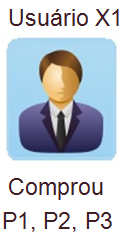 Usuário X1
Comprou
P1, P2, P3